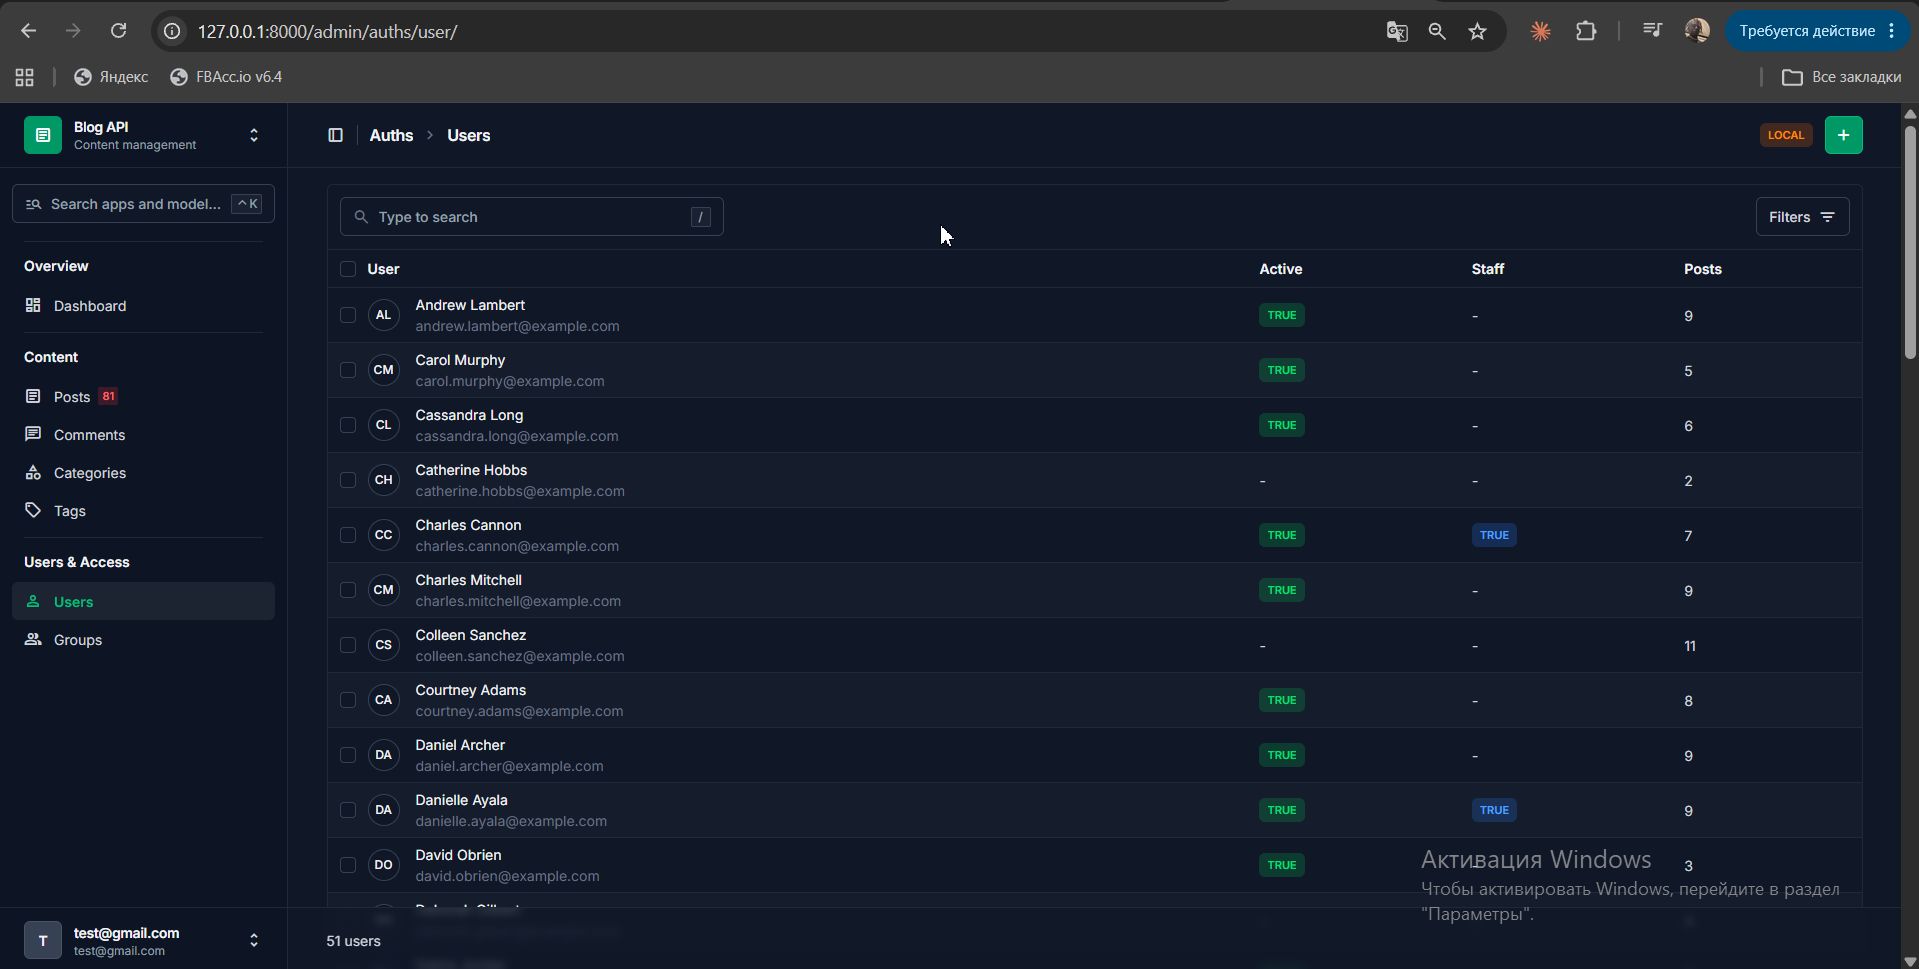 127.0.0.1:8000/admin/auths/user/
Требуется действие
Яндекс
FBAcc.io v6.4
Все закладки
Blog API
Content management
Search apps and model...
^K
Overview
Dashboard
Content
Posts 81
Comments
Categories
Tags
Users & Access
Users
Groups
T
test@gmail.com
test@gmail.com
Auths > Users
LOCAL +
Type to search /
Filters
User Active Staff Posts
AL Andrew Lambert TRUE - 9
andrew.lambert@example.com
CM Carol Murphy TRUE - 5
carol.murphy@example.com
CL Cassandra Long TRUE - 6
cassandra.long@example.com
CH Catherine Hobbs - - 2
catherine.hobbs@example.com
CC Charles Cannon TRUE TRUE 7
charles.cannon@example.com
CM Charles Mitchell TRUE - 9
charles.mitchell@example.com
CS Colleen Sanchez - - 11
colleen.sanchez@example.com
CA Courtney Adams TRUE - 8
courtney.adams@example.com
DA Daniel Archer TRUE - 9
daniel.archer@example.com
DA Danielle Ayala TRUE TRUE 9
danielle.ayala@example.com
DO David Obrien TRUE - 3
david.obrien@example.com
51 users
Активация Windows
Чтобы активировать Windows, перейдите в раздел
"Параметры".